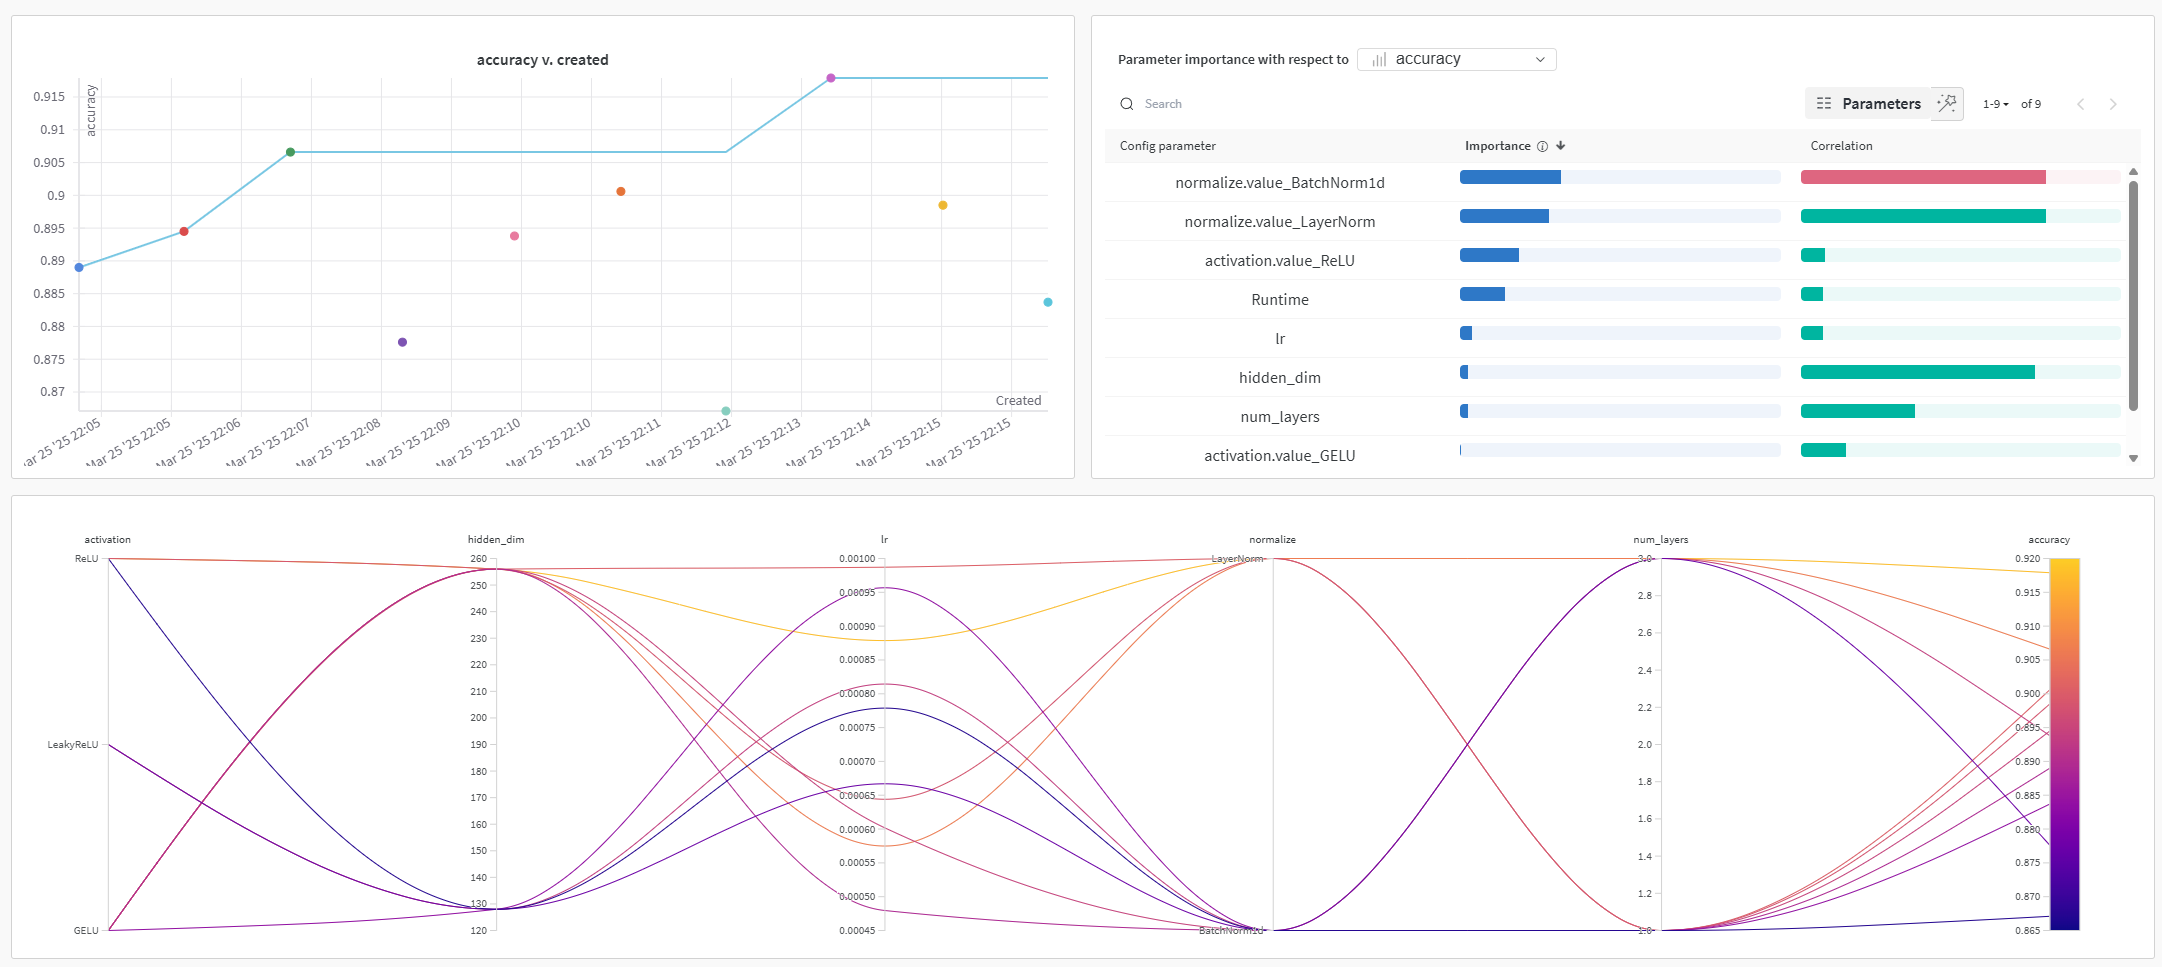 accuracy v. created
accuracy
0.915
0.91
0.905
0.9
0.895
0.89
0.885
0.88
0.875
0.87
Created
ar 25 '25 22:05
Mar 25 '25 22:05
Mar 25 '25 22:06
Mar 25 '25 22:07
Mar 25 '25 22:08
Mar 25 '25 22:09
Mar 25 '25 22:10
Mar 25 '25 22:10
Mar 25 '25 22:11
Mar 25 '25 22:12
Mar 25 '25 22:13
Mar 25 '25 22:14
Mar 25 '25 22:15
Mar 25 '25 22:15
Parameter importance with respect to accuracy
Search Parameters 1-9 of 9
Config parameter Importance Correlation
normalize.value_BatchNorm1d
normalize.value_LayerNorm
activation.value_ReLU
Runtime
lr
hidden_dim
num_layers
activation.value_GELU
activation
ReLU
LeakyReLU
GELU
hidden_dim
260
250
240
230
220
210
200
190
180
170
160
150
140
130
120
lr
0.00100
0.00095
0.00090
0.00085
0.00080
0.00075
0.00070
0.00065
0.00060
0.00055
0.00050
0.00045
normalize
LayerNorm
BatchNorm1d
num_layers
3.0
2.8
2.6
2.4
2.2
2.0
1.8
1.6
1.4
1.2
1.0
accuracy
0.920
0.915
0.910
0.905
0.900
0.895
0.890
0.885
0.880
0.875
0.870
0.865